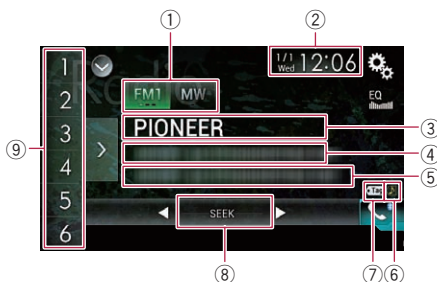 ① ②
1 1/1 Wed 12:06
2 FM1 MW EQ
3 PIONEER ③
⑨ ④
4 ⑤
5 Tag
6 SEEK
⑧ ⑦ ⑥